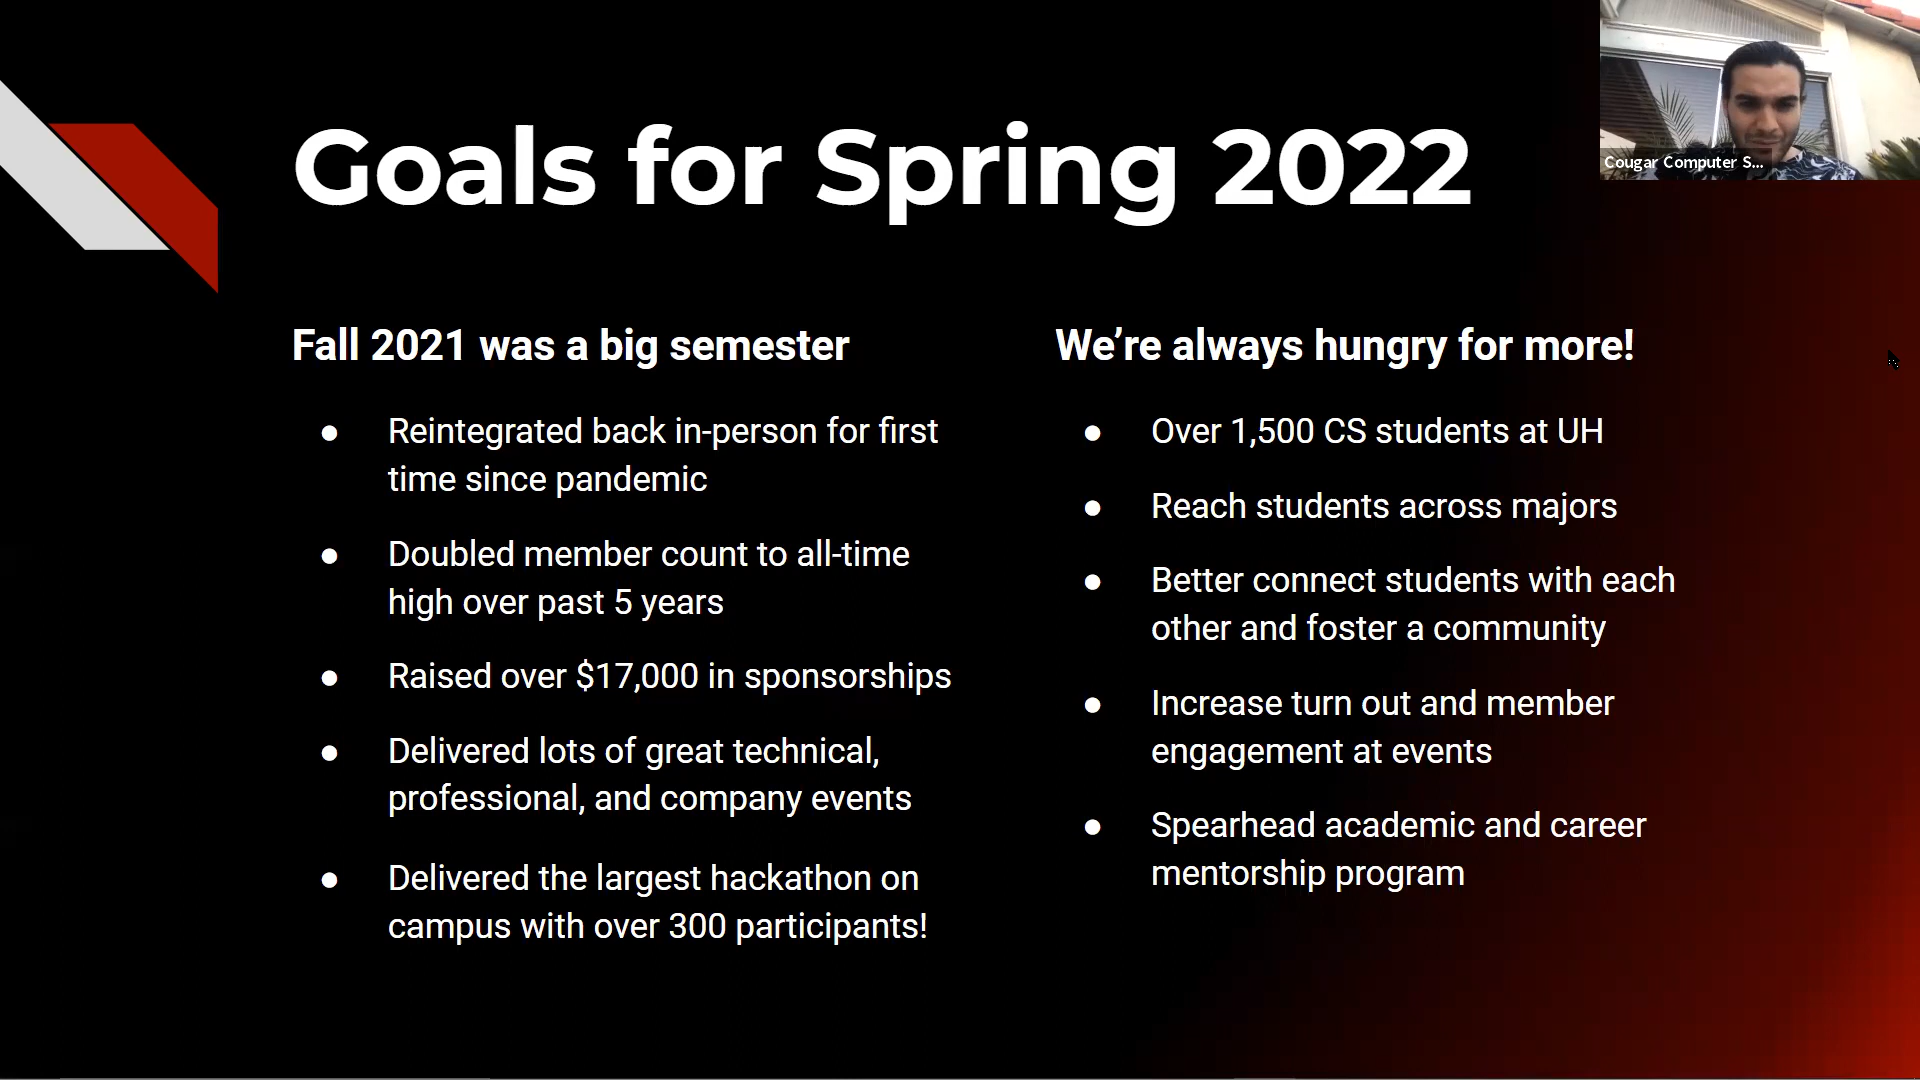 Goals for Spring 2022
Cougar Computer S...
Fall 2021 was a big semester
● Reintegrated back in-person for first
time since pandemic
● Doubled member count to all-time
high over past 5 years
● Raised over $17,000 in sponsorships
● Delivered lots of great technical,
professional, and company events
● Delivered the largest hackathon on
campus with over 300 participants!
We’re always hungry for more!
● Over 1,500 CS students at UH
● Reach students across majors
● Better connect students with each
other and foster a community
● Increase turn out and member
engagement at events
● Spearhead academic and career
mentorship program